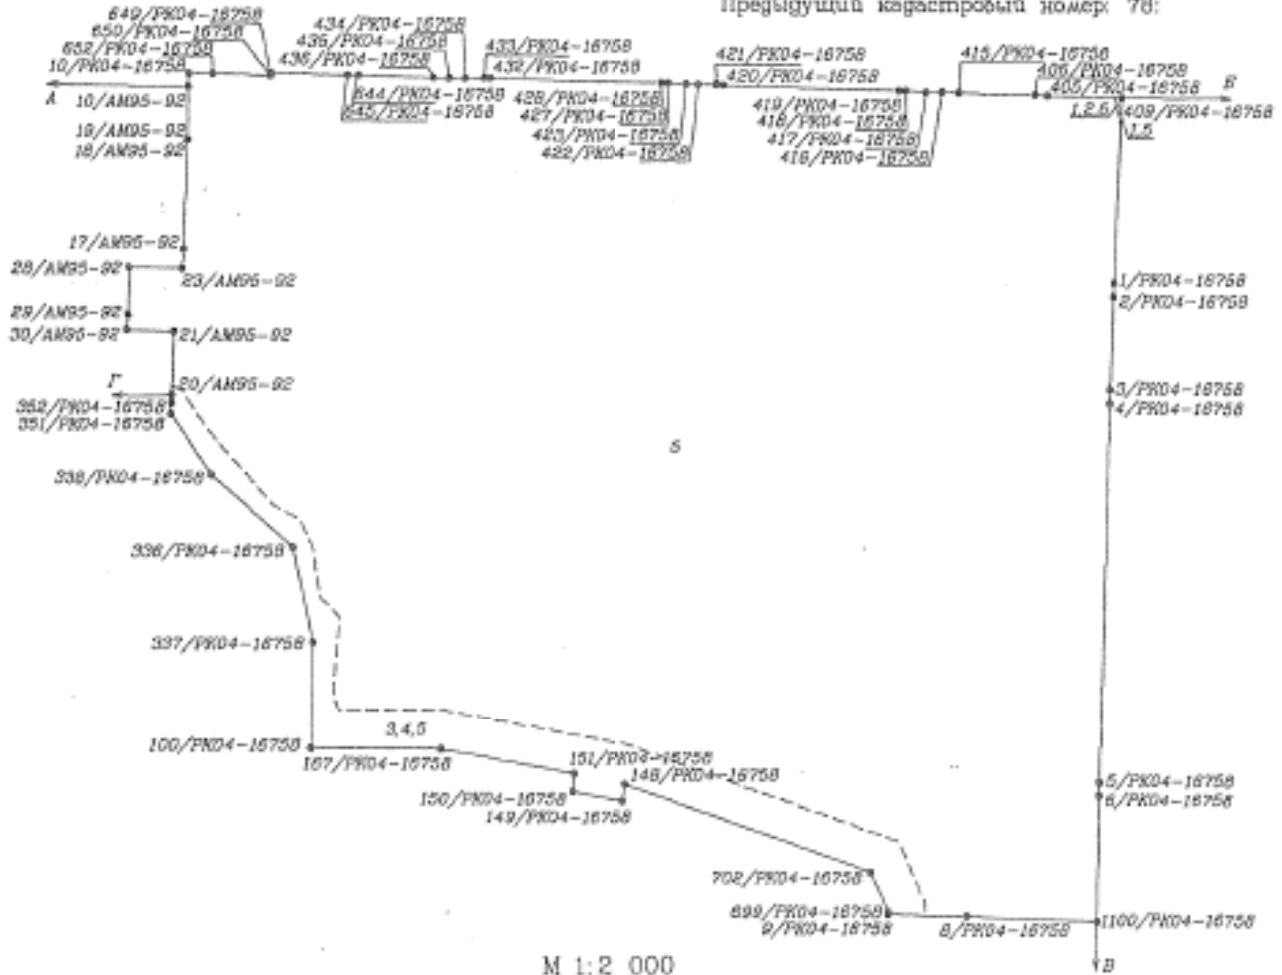 Предыдущий кадастровый номер: 78:
649/РК04-16758
650/РК04-16758
652/РК04-16758
10/РК04-16758
434/РК04-16758
435/РК04-16758
436/РК04-16758
433/РК04-16758
432/РК04-16758
421/РК04-16758
420/РК04-16758
415/РК04-16758
406/РК04-16758
405/РК04-16758
А
Б
10/АМ95-92
644/РК04-16758
645/РК04-16758
428/РК04-16758
427/РК04-16758
423/РК04-16758
422/РК04-16758
419/РК04-16758
418/РК04-16758
417/РК04-16758
416/РК04-16758
1,2,5/409/РК04-16758
1,5
19/АМ95-92
18/АМ95-92
17/АМ95-92
28/АМ95-92
23/АМ95-92
1/РК04-16758
2/РК04-16758
29/АМ95-92
30/АМ95-92
21/АМ95-92
Г
20/АМ95-92
3/РК04-16758
4/РК04-16758
352/РК04-16758
351/РК04-16758
5
338/РК04-16758
336/РК04-16758
337/РК04-16758
3,4,5
100/РК04-16758
167/РК04-16758
151/РК04-16758
148/РК04-16758
150/РК04-16758
149/РК04-16758
5/РК04-16758
6/РК04-16758
702/РК04-16758
699/РК04-16758
9/РК04-16758
8/РК04-16758
1100/РК04-16758
М 1:2 000
В